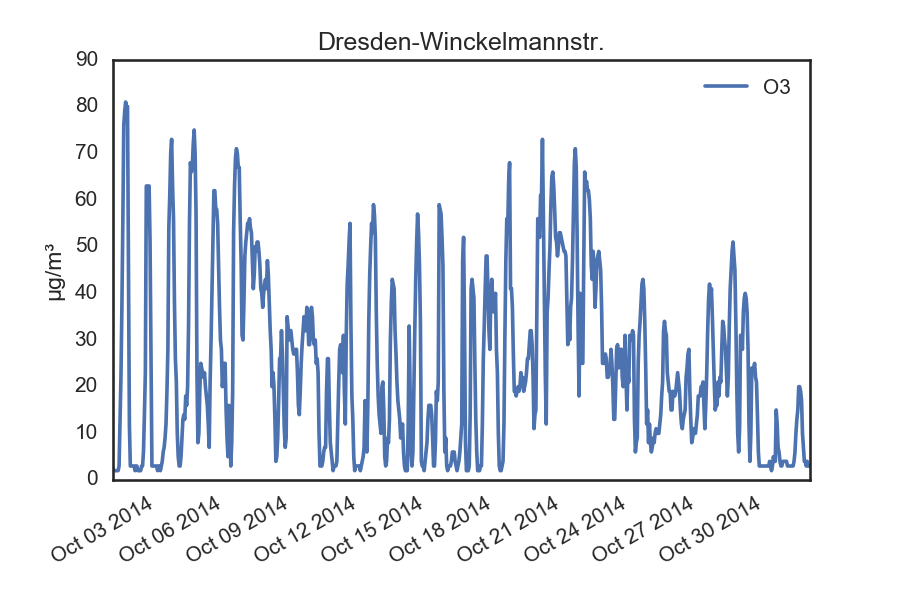 Dresden-Winckelmannstr.
O3
µg/m³
90
80
70
60
50
40
30
20
10
0
Oct 03 2014
Oct 06 2014
Oct 09 2014
Oct 12 2014
Oct 15 2014
Oct 18 2014
Oct 21 2014
Oct 24 2014
Oct 27 2014
Oct 30 2014